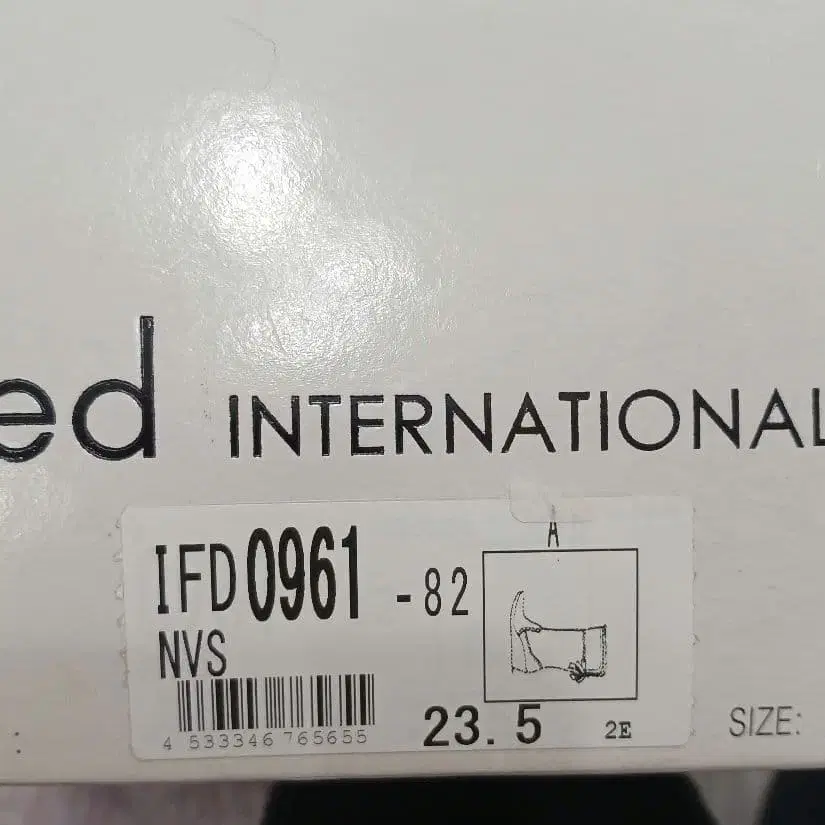 ed INTERNATIONAL
A
IFD0961 -82
NVS
4 533346 765655
23.5 2E
SIZE: